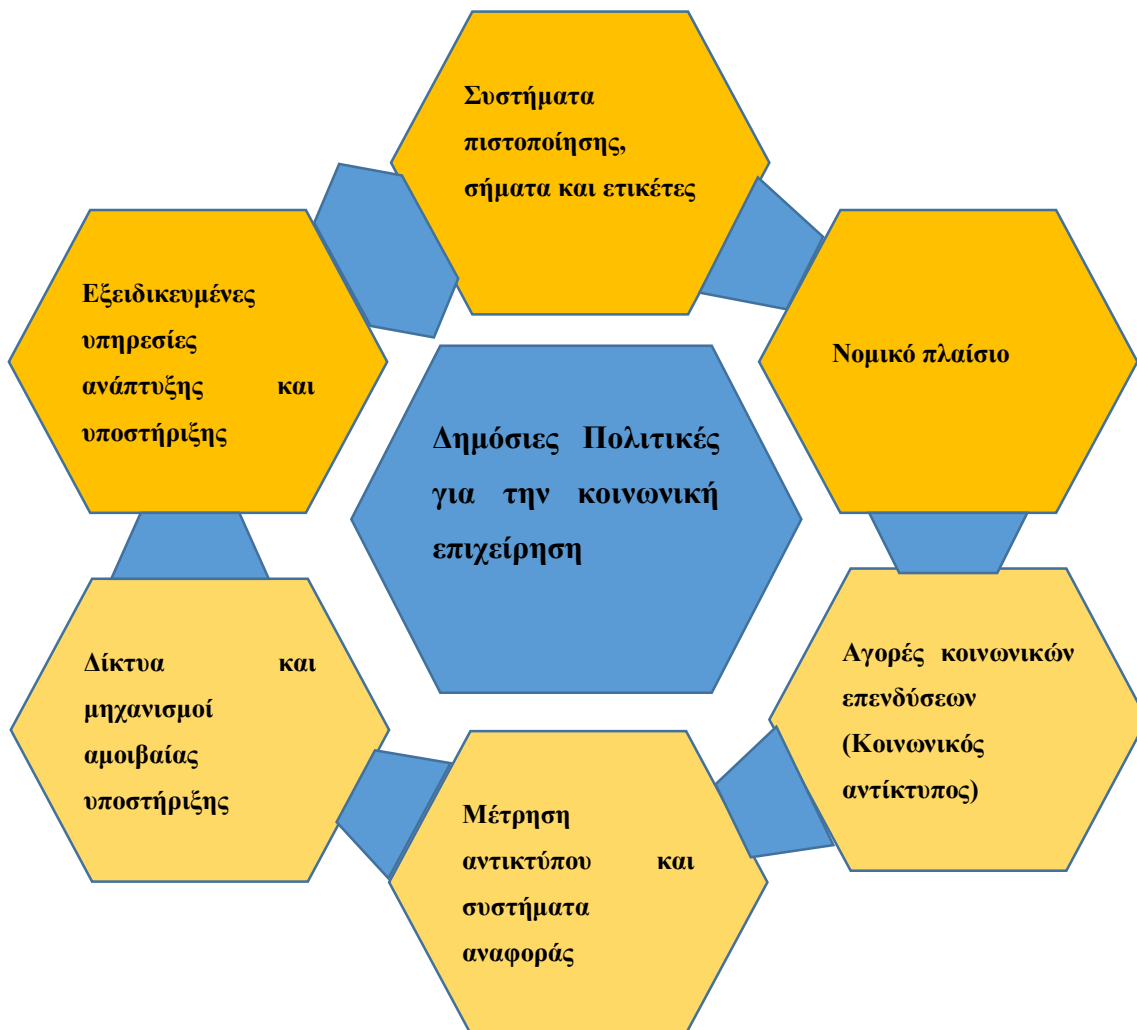 Συστήματα
πιστοποίησης,
σήματα και ετικέτες
Εξειδικευμένες
υπηρεσίες
ανάπτυξης και
υποστήριξης
Νομικό πλαίσιο
Δημόσιες Πολιτικές
για την κοινωνική
επιχείρηση
Δίκτυα και
μηχανισμοί
αμοιβαίας
υποστήριξης
Αγορές κοινωνικών
επενδύσεων
(Κοινωνικός
αντίκτυπος)
Μέτρηση
αντικτύπου και
συστήματα
αναφοράς